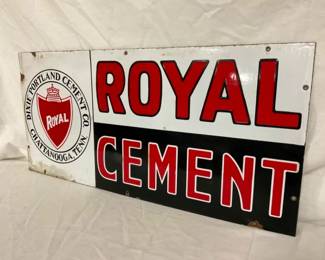 DIXIE PORTLAND CEMENT CO.
ROYAL
CHATTANOOGA, TENN.
ROYAL
CEMENT